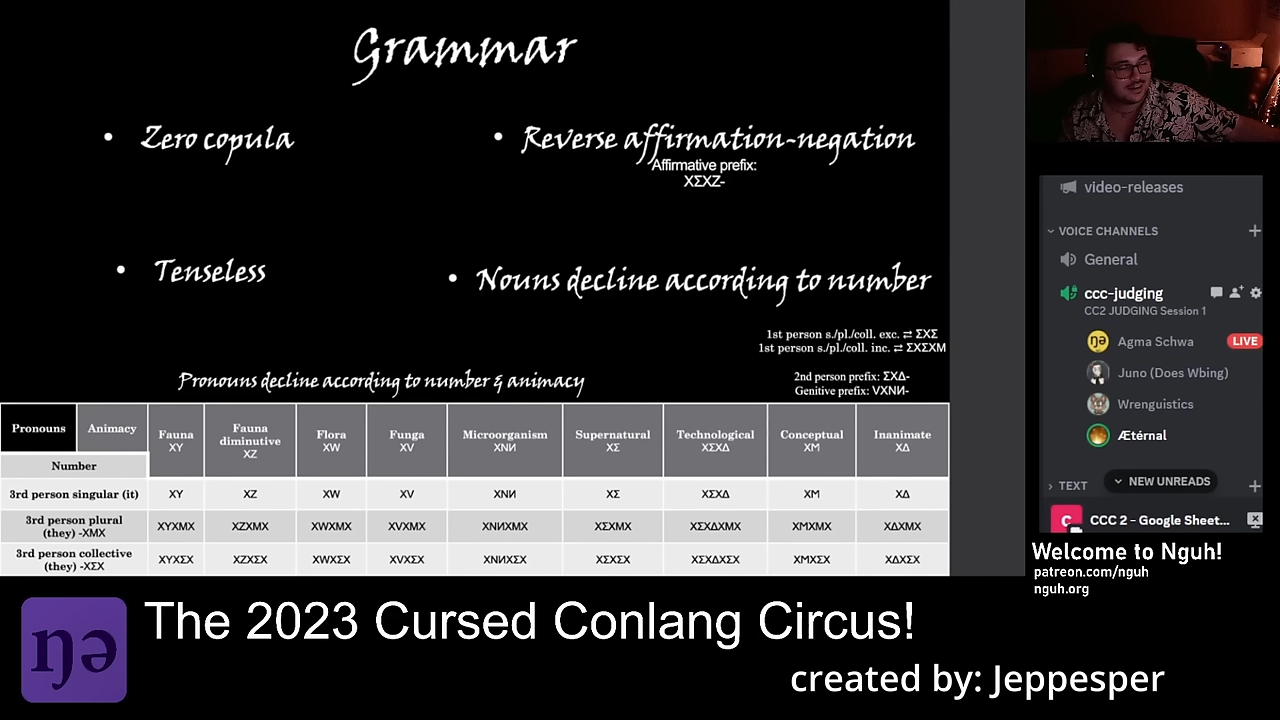 Grammar
• Zero copula
• Reverse affirmation-negation
Affirmative prefix:
XΣXZ-
• Tenseless
• Nouns decline according to number
1st person s./pl./coll. exc. ⇄ ΣXΣ
1st person s./pl./coll. inc. ⇄ ΣXΣXM
2nd person prefix: ΣXΔ-
Genitive prefix: VXNИ-
Pronouns decline according to number & animacy
Pronouns Animacy Fauna XY Fauna diminutive XZ Flora XW Funga XV Microorganism XNИ Supernatural XΣ Technological XΣXΔ Conceptual XM Inanimate XΔ
Number
3rd person singular (it) XY XZ XW XV XNИ XΣ XΣXΔ XM XΔ
3rd person plural (they) -XMX XYXMX XZXMX XWXMX XVXMX XNИXMX XΣXMX XΣXΔXMX XMXMX XΔXMX
3rd person collective (they) -XΣX XYXΣX XZXΣX XWXΣX XVXΣX XNИXΣX XΣXΣX XΣXΔXΣX XMXΣX XΔXΣX
video-releases
VOICE CHANNELS
General
ccc-judging
CC2 JUDGING Session 1
ŋə Agma Schwa LIVE
Juno (Does Wbing)
Wrenguistics
Ætérnal
TEXT NEW UNREADS
C CCC 2 - Google Sheet...
Welcome to Nguh!
patreon.com/nguh
nguh.org
ŋə
The 2023 Cursed Conlang Circus!
created by: Jeppesper